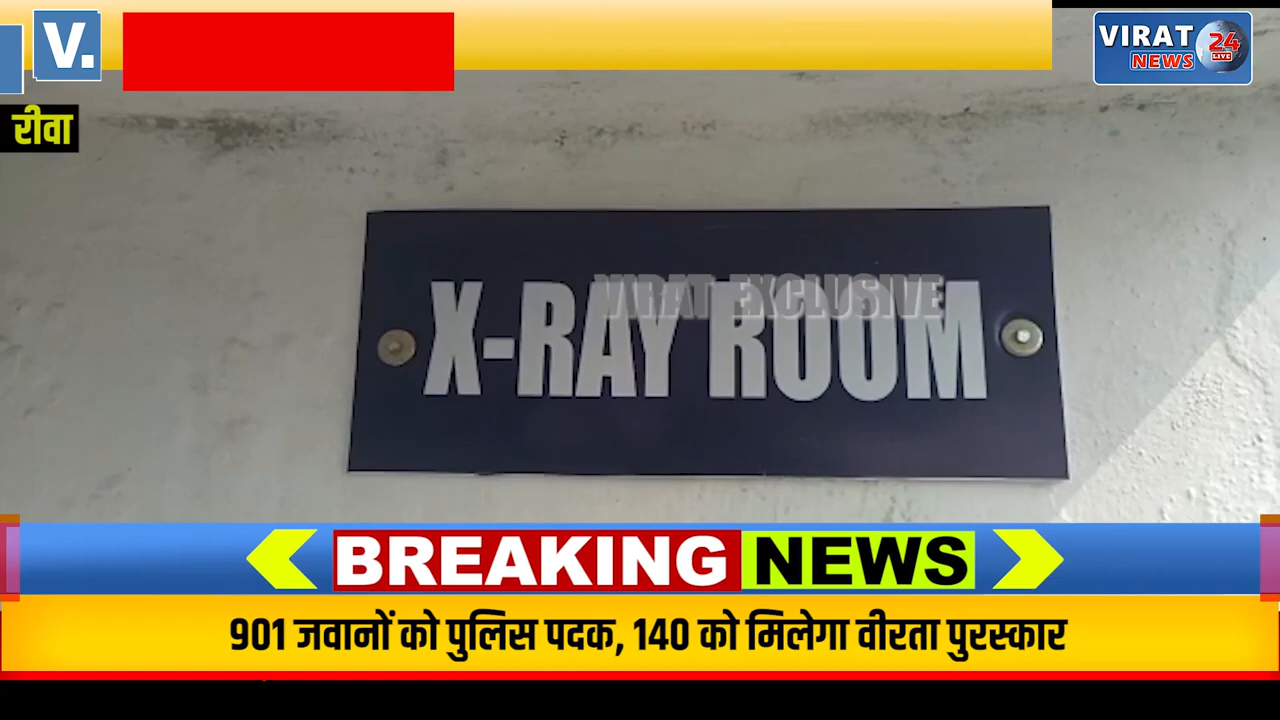 V.
VIRAT
NEWS
24
LIVE
रीवा
VIRAT EXCLUSIVE
X-RAY ROOM
BREAKING NEWS
901 जवानों को पुलिस पदक, 140 को मिलेगा वीरता पुरस्कार